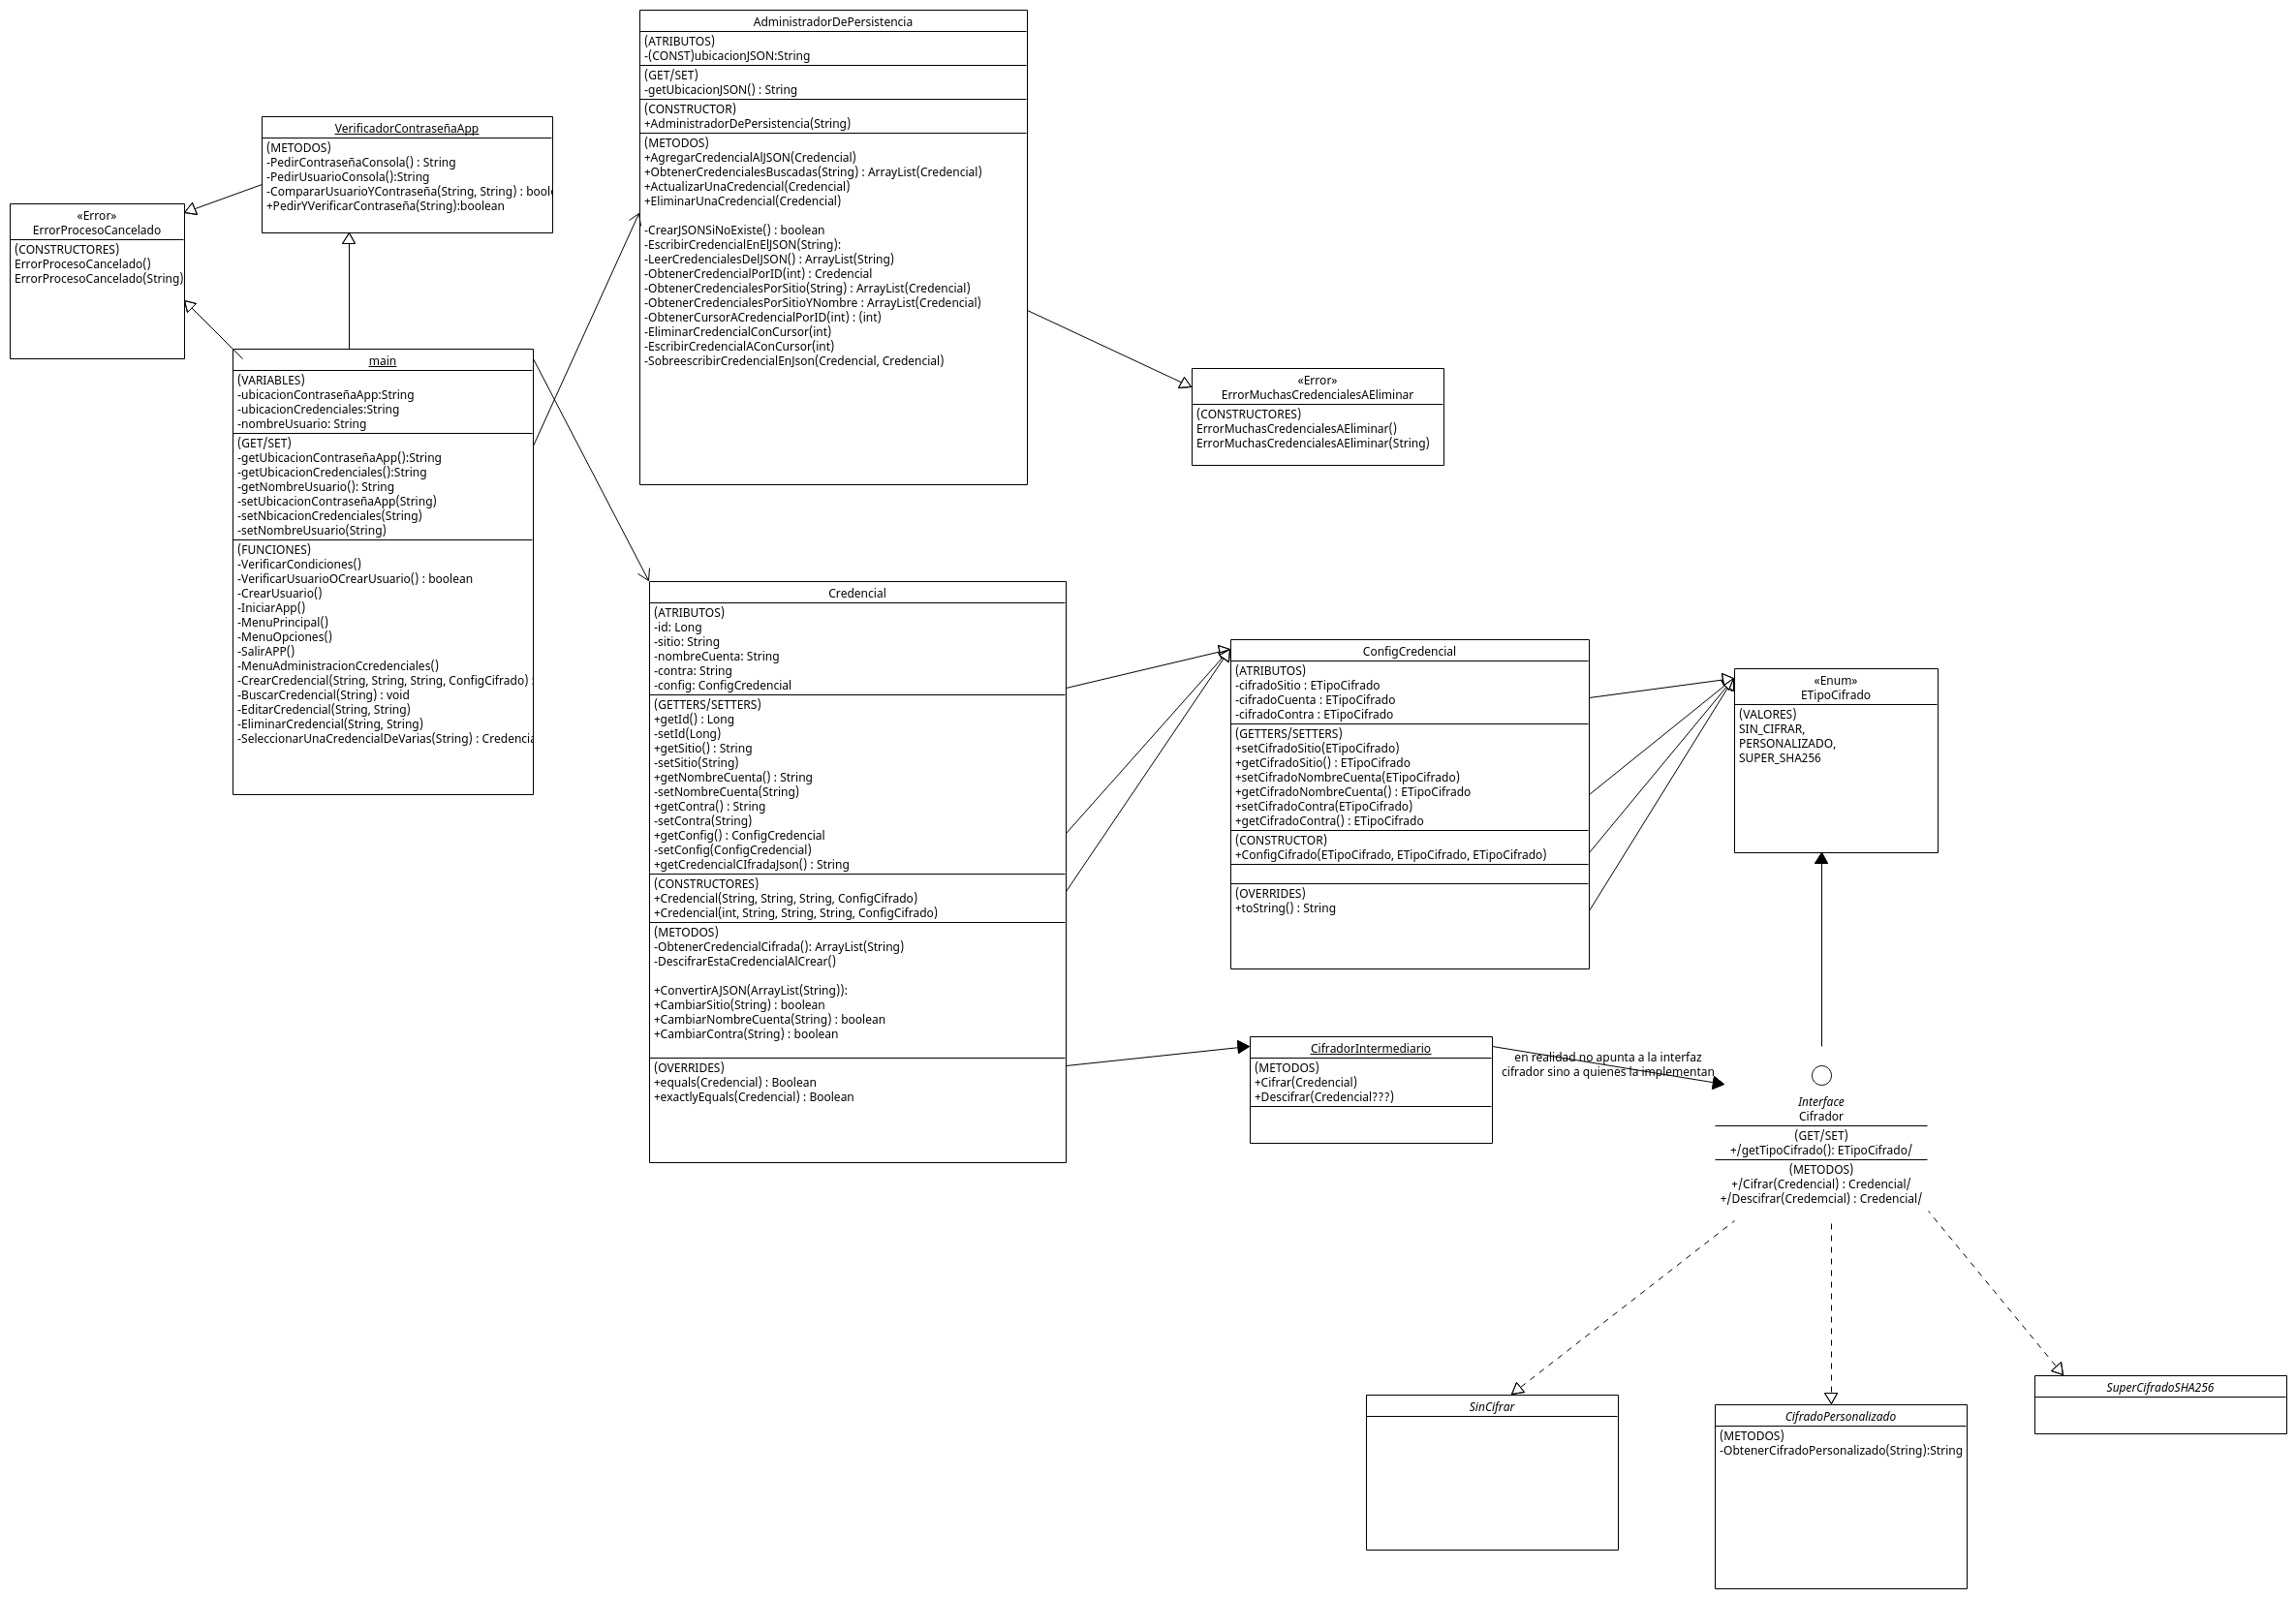 AdministradorDePersistencia
(ATRIBUTOS)
-(CONST)ubicacionJSON:String
(GET/SET)
-getUbicacionJSON() : String
(CONSTRUCTOR)
+AdministradorDePersistencia(String)
(METODOS)
+AgregarCredencialAlJSON(Credencial)
+ObtenerCredencialesBuscadas(String) : ArrayList(Credencial)
+ActualizarUnaCredencial(Credencial)
+EliminarUnaCredencial(Credencial)
-CrearJSONSiNoExiste() : boolean
-EscribirCredencialEnElJSON(String):
-LeerCredencialesDelJSON() : ArrayList(String)
-ObtenerCredencialPorID(int) : Credencial
-ObtenerCredencialesPorSitio(String) : ArrayList(Credencial)
-ObtenerCredencialesPorSitioYNombre : ArrayList(Credencial)
-ObtenerCursorACredencialPorID(int) : (int)
-EliminarCredencialConCursor(int)
-EscribirCredencialAConCursor(int)
-SobreescribirCredencialEnJson(Credencial, Credencial)
VerificadorContraseñaApp
(METODOS)
-PedirContraseñaConsola() : String
-PedirUsuarioConsola():String
-CompararUsuarioYContraseña(String, String) : boole
+PedirYVerificarContraseña(String):boolean
«Error»
ErrorProcesoCancelado
(CONSTRUCTORES)
ErrorProcesoCancelado()
ErrorProcesoCancelado(String)
main
(VARIABLES)
-ubicacionContraseñaApp:String
-ubicacionCredenciales:String
-nombreUsuario: String
(GET/SET)
-getUbicacionContraseñaApp():String
-getUbicacionCredenciales():String
-getNombreUsuario(): String
-setUbicacionContraseñaApp(String)
-setNbicacionCredenciales(String)
-setNombreUsuario(String)
(FUNCIONES)
-VerificarCondiciones()
-VerificarUsuarioOCrearUsuario() : boolean
-CrearUsuario()
-IniciarApp()
-MenuPrincipal()
-MenuOpciones()
-SalirAPP()
-MenuAdministracionCcredenciales()
-CrearCredencial(String, String, String, ConfigCifrado) :
-BuscarCredencial(String) : void
-EditarCredencial(String, String)
-EliminarCredencial(String, String)
-SeleccionarUnaCredencialDeVarias(String) : Credencia
«Error»
ErrorMuchasCredencialesAEliminar
(CONSTRUCTORES)
ErrorMuchasCredencialesAEliminar()
ErrorMuchasCredencialesAEliminar(String)
Credencial
(ATRIBUTOS)
-id: Long
-sitio: String
-nombreCuenta: String
-contra: String
-config: ConfigCredencial
(GETTERS/SETTERS)
+getId() : Long
-setId(Long)
+getSitio() : String
-setSitio(String)
+getNombreCuenta() : String
-setNombreCuenta(String)
+getContra() : String
-setContra(String)
+getConfig() : ConfigCredencial
-setConfig(ConfigCredencial)
+getCredencialCIfradaJson() : String
(CONSTRUCTORES)
+Credencial(String, String, String, ConfigCifrado)
+Credencial(int, String, String, String, ConfigCifrado)
(METODOS)
-ObtenerCredencialCifrada(): ArrayList(String)
-DescifrarEstaCredencialAlCrear()
+ConvertirAJSON(ArrayList(String)):
+CambiarSitio(String) : boolean
+CambiarNombreCuenta(String) : boolean
+CambiarContra(String) : boolean
(OVERRIDES)
+equals(Credencial) : Boolean
+exactlyEquals(Credencial) : Boolean
ConfigCredencial
(ATRIBUTOS)
-cifradoSitio : ETipoCifrado
-cifradoCuenta : ETipoCifrado
-cifradoContra : ETipoCifrado
(GETTERS/SETTERS)
+setCifradoSitio(ETipoCifrado)
+getCifradoSitio() : ETipoCifrado
+setCifradoNombreCuenta(ETipoCifrado)
+getCifradoNombreCuenta() : ETipoCifrado
+setCifradoContra(ETipoCifrado)
+getCifradoContra() : ETipoCifrado
(CONSTRUCTOR)
+ConfigCifrado(ETipoCifrado, ETipoCifrado, ETipoCifrado)
(OVERRIDES)
+toString() : String
«Enum»
ETipoCifrado
(VALORES)
SIN_CIFRAR,
PERSONALIZADO,
SUPER_SHA256
CifradorIntermediario
(METODOS)
+Cifrar(Credencial)
+Descifrar(Credencial???)
en realidad no apunta a la interfaz
cifrador sino a quienes la implementan
Interface
Cifrador
(GET/SET)
+/getTipoCifrado(): ETipoCifrado/
(METODOS)
+/Cifrar(Credencial) : Credencial/
+/Descifrar(Credemcial) : Credencial/
SinCifrar
CifradoPersonalizado
(METODOS)
-ObtenerCifradoPersonalizado(String):String
SuperCifradoSHA256